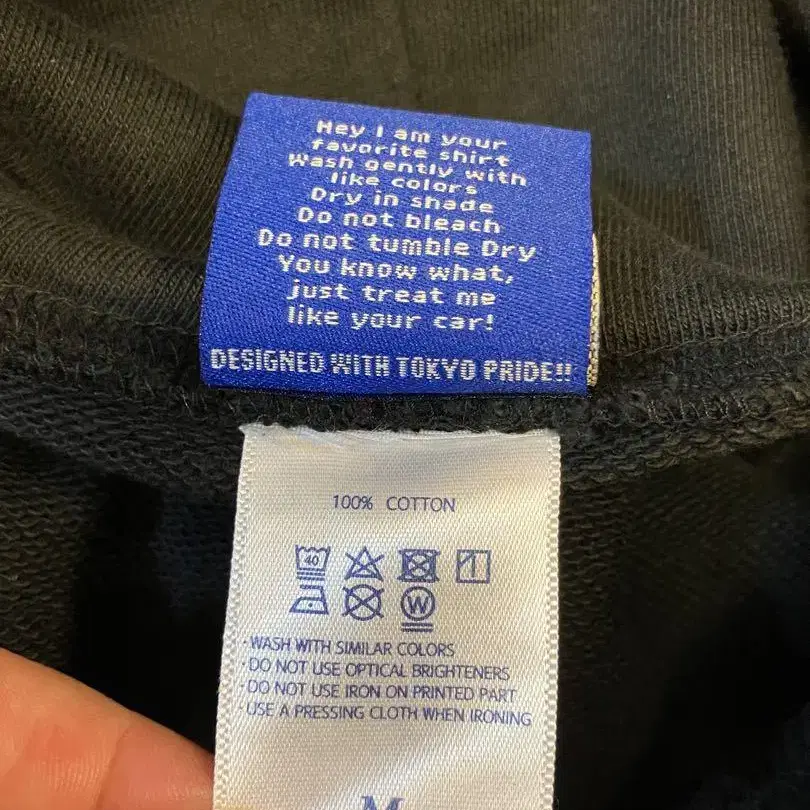 Hey I am your
favorite shirt
Wash gently with
like colors
Dry in shade
Do not bleach
Do not tumble Dry
You know what,
just treat me
like your car!
DESIGNED WITH TOKYO PRIDE!!
100% COTTON
40
W
· WASH WITH SIMILAR COLORS
· DO NOT USE OPTICAL BRIGHTENERS
· DO NOT USE IRON ON PRINTED PART
· USE A PRESSING CLOTH WHEN IRONING
M